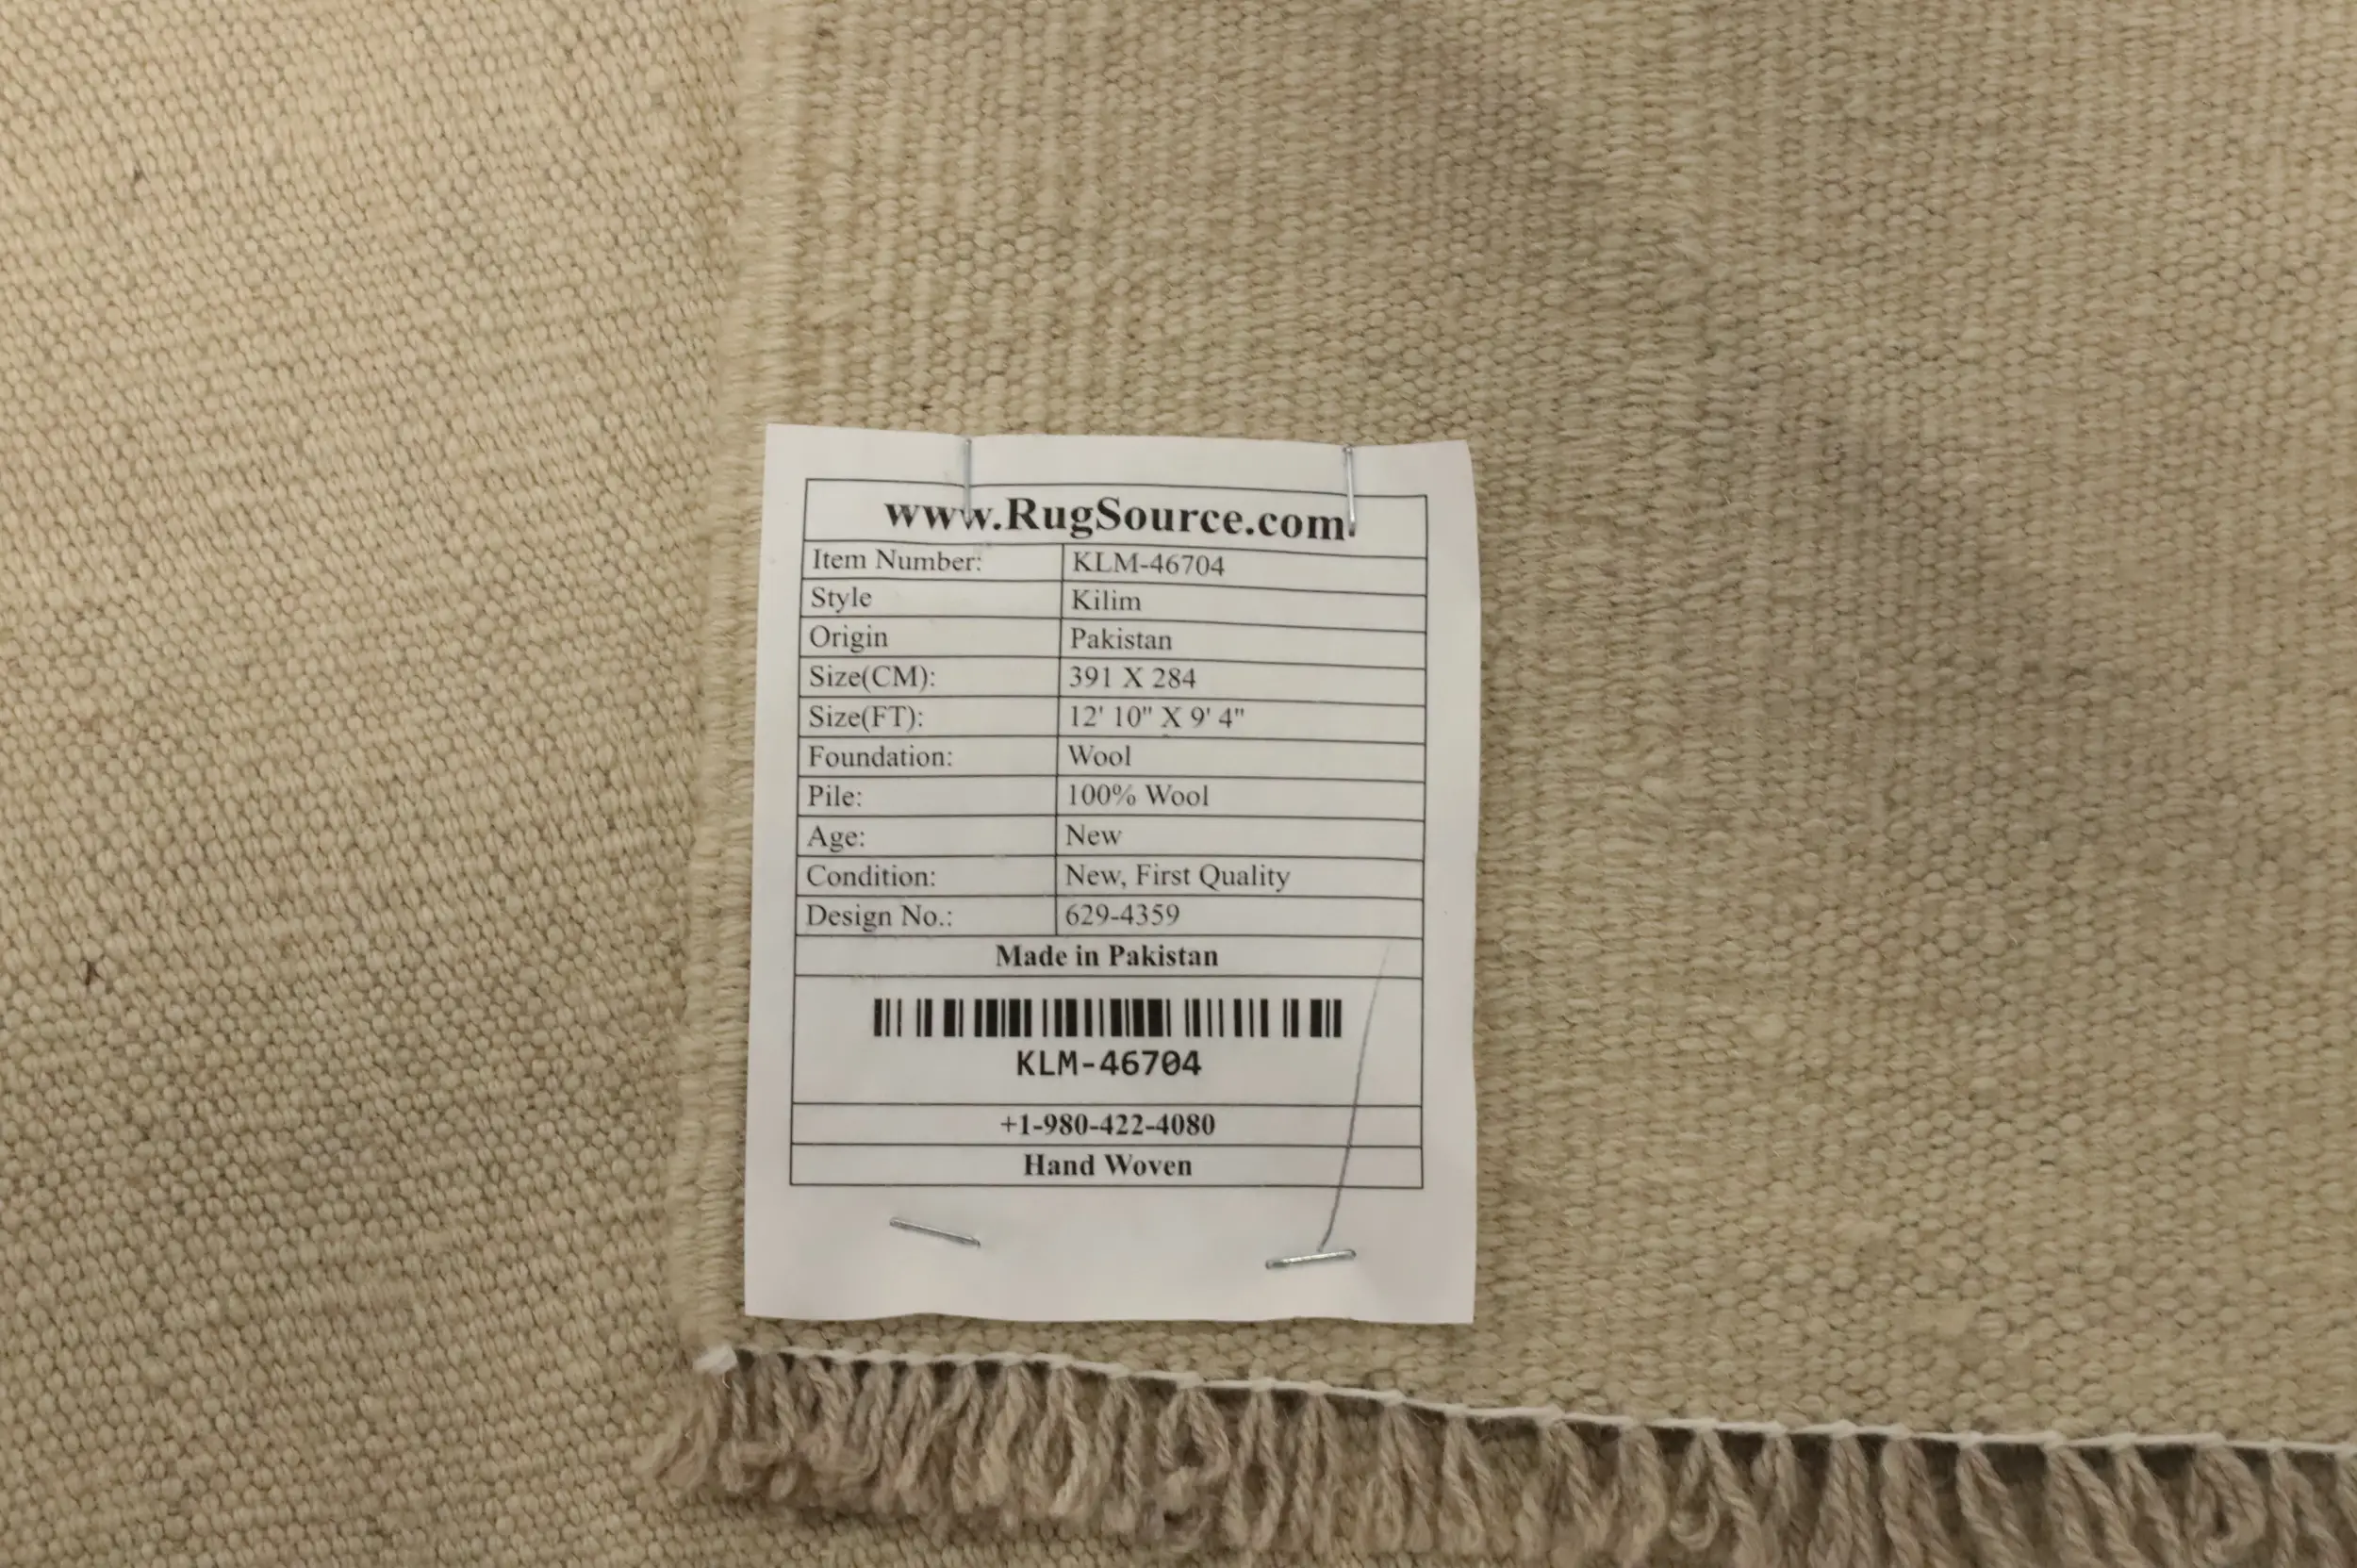 www.RugSource.com
Item Number: KLM-46704
Style Kilim
Origin Pakistan
Size(CM): 391 X 284
Size(FT): 12' 10" X 9' 4"
Foundation: Wool
Pile: 100% Wool
Age: New
Condition: New, First Quality
Design No.: 629-4359
Made in Pakistan
KLM-46704
+1-980-422-4080
Hand Woven